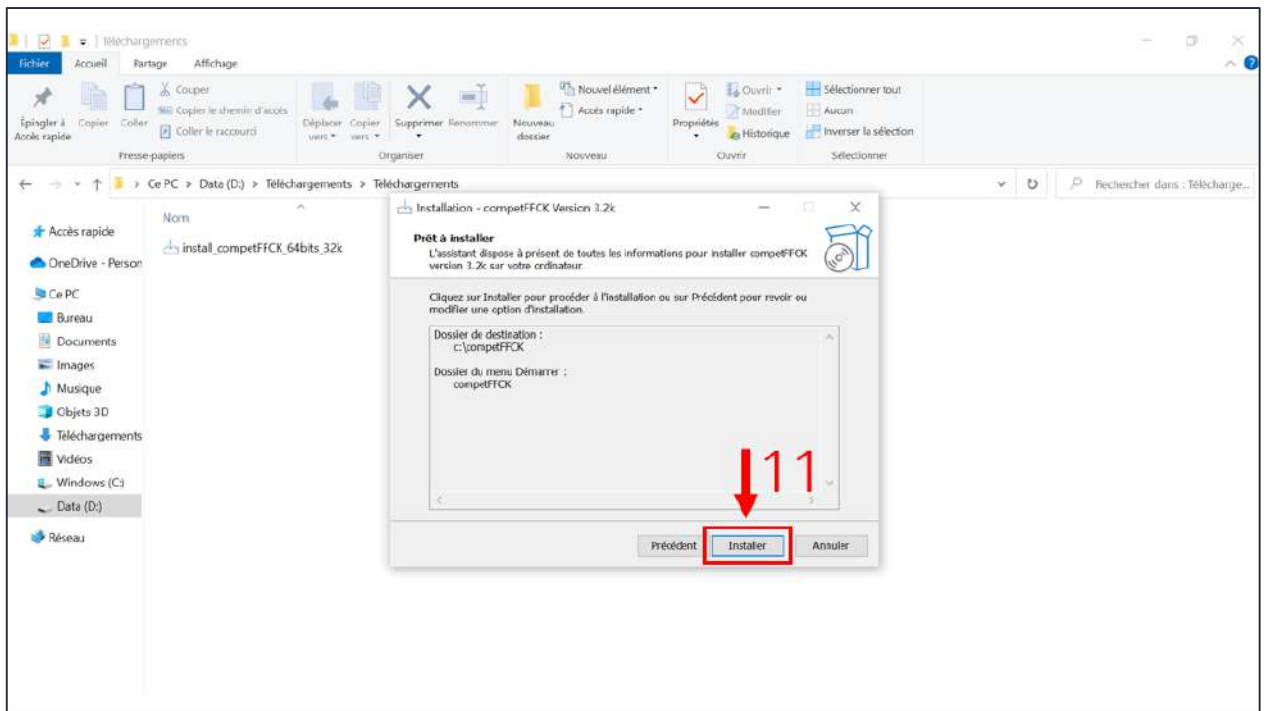 Téléchargements
Fichier Accueil Partage Affichage
Épingler à Accès rapide
Copier
Coller
Couper
Copier le chemin d'accès
Coller le raccourci
Presse-papiers
Déplacer vers
Copier vers
Supprimer
Renommer
Organiser
Nouveau dossier
Nouvel élément
Accès rapide
Nouveau
Propriétés
Ouvrir
Modifier
Historique
Ouvrir
Sélectionner tout
Aucun
Inverser la sélection
Sélectionner
Ce PC > Data (D:) > Téléchargements > Téléchargements
Rechercher dans : Télécharge...
Accès rapide
OneDrive - Person
Ce PC
Bureau
Documents
Images
Musique
Objets 3D
Téléchargements
Vidéos
Windows (C:)
Data (D:)
Réseau
Nom
install_competFFCK_64bits_32k
Installation - competFFCK Version 3.2k
Prêt à installer
L'assistant dispose à présent de toutes les informations pour installer competFFCK
version 3.2k sur votre ordinateur.
Cliquez sur Installer pour procéder à l'installation ou sur Précédent pour revoir ou
modifier une option d'installation.
Dossier de destination :
c:\competFFCK
Dossier du menu Démarrer :
competFFCK
11
Précédent Installer Annuler